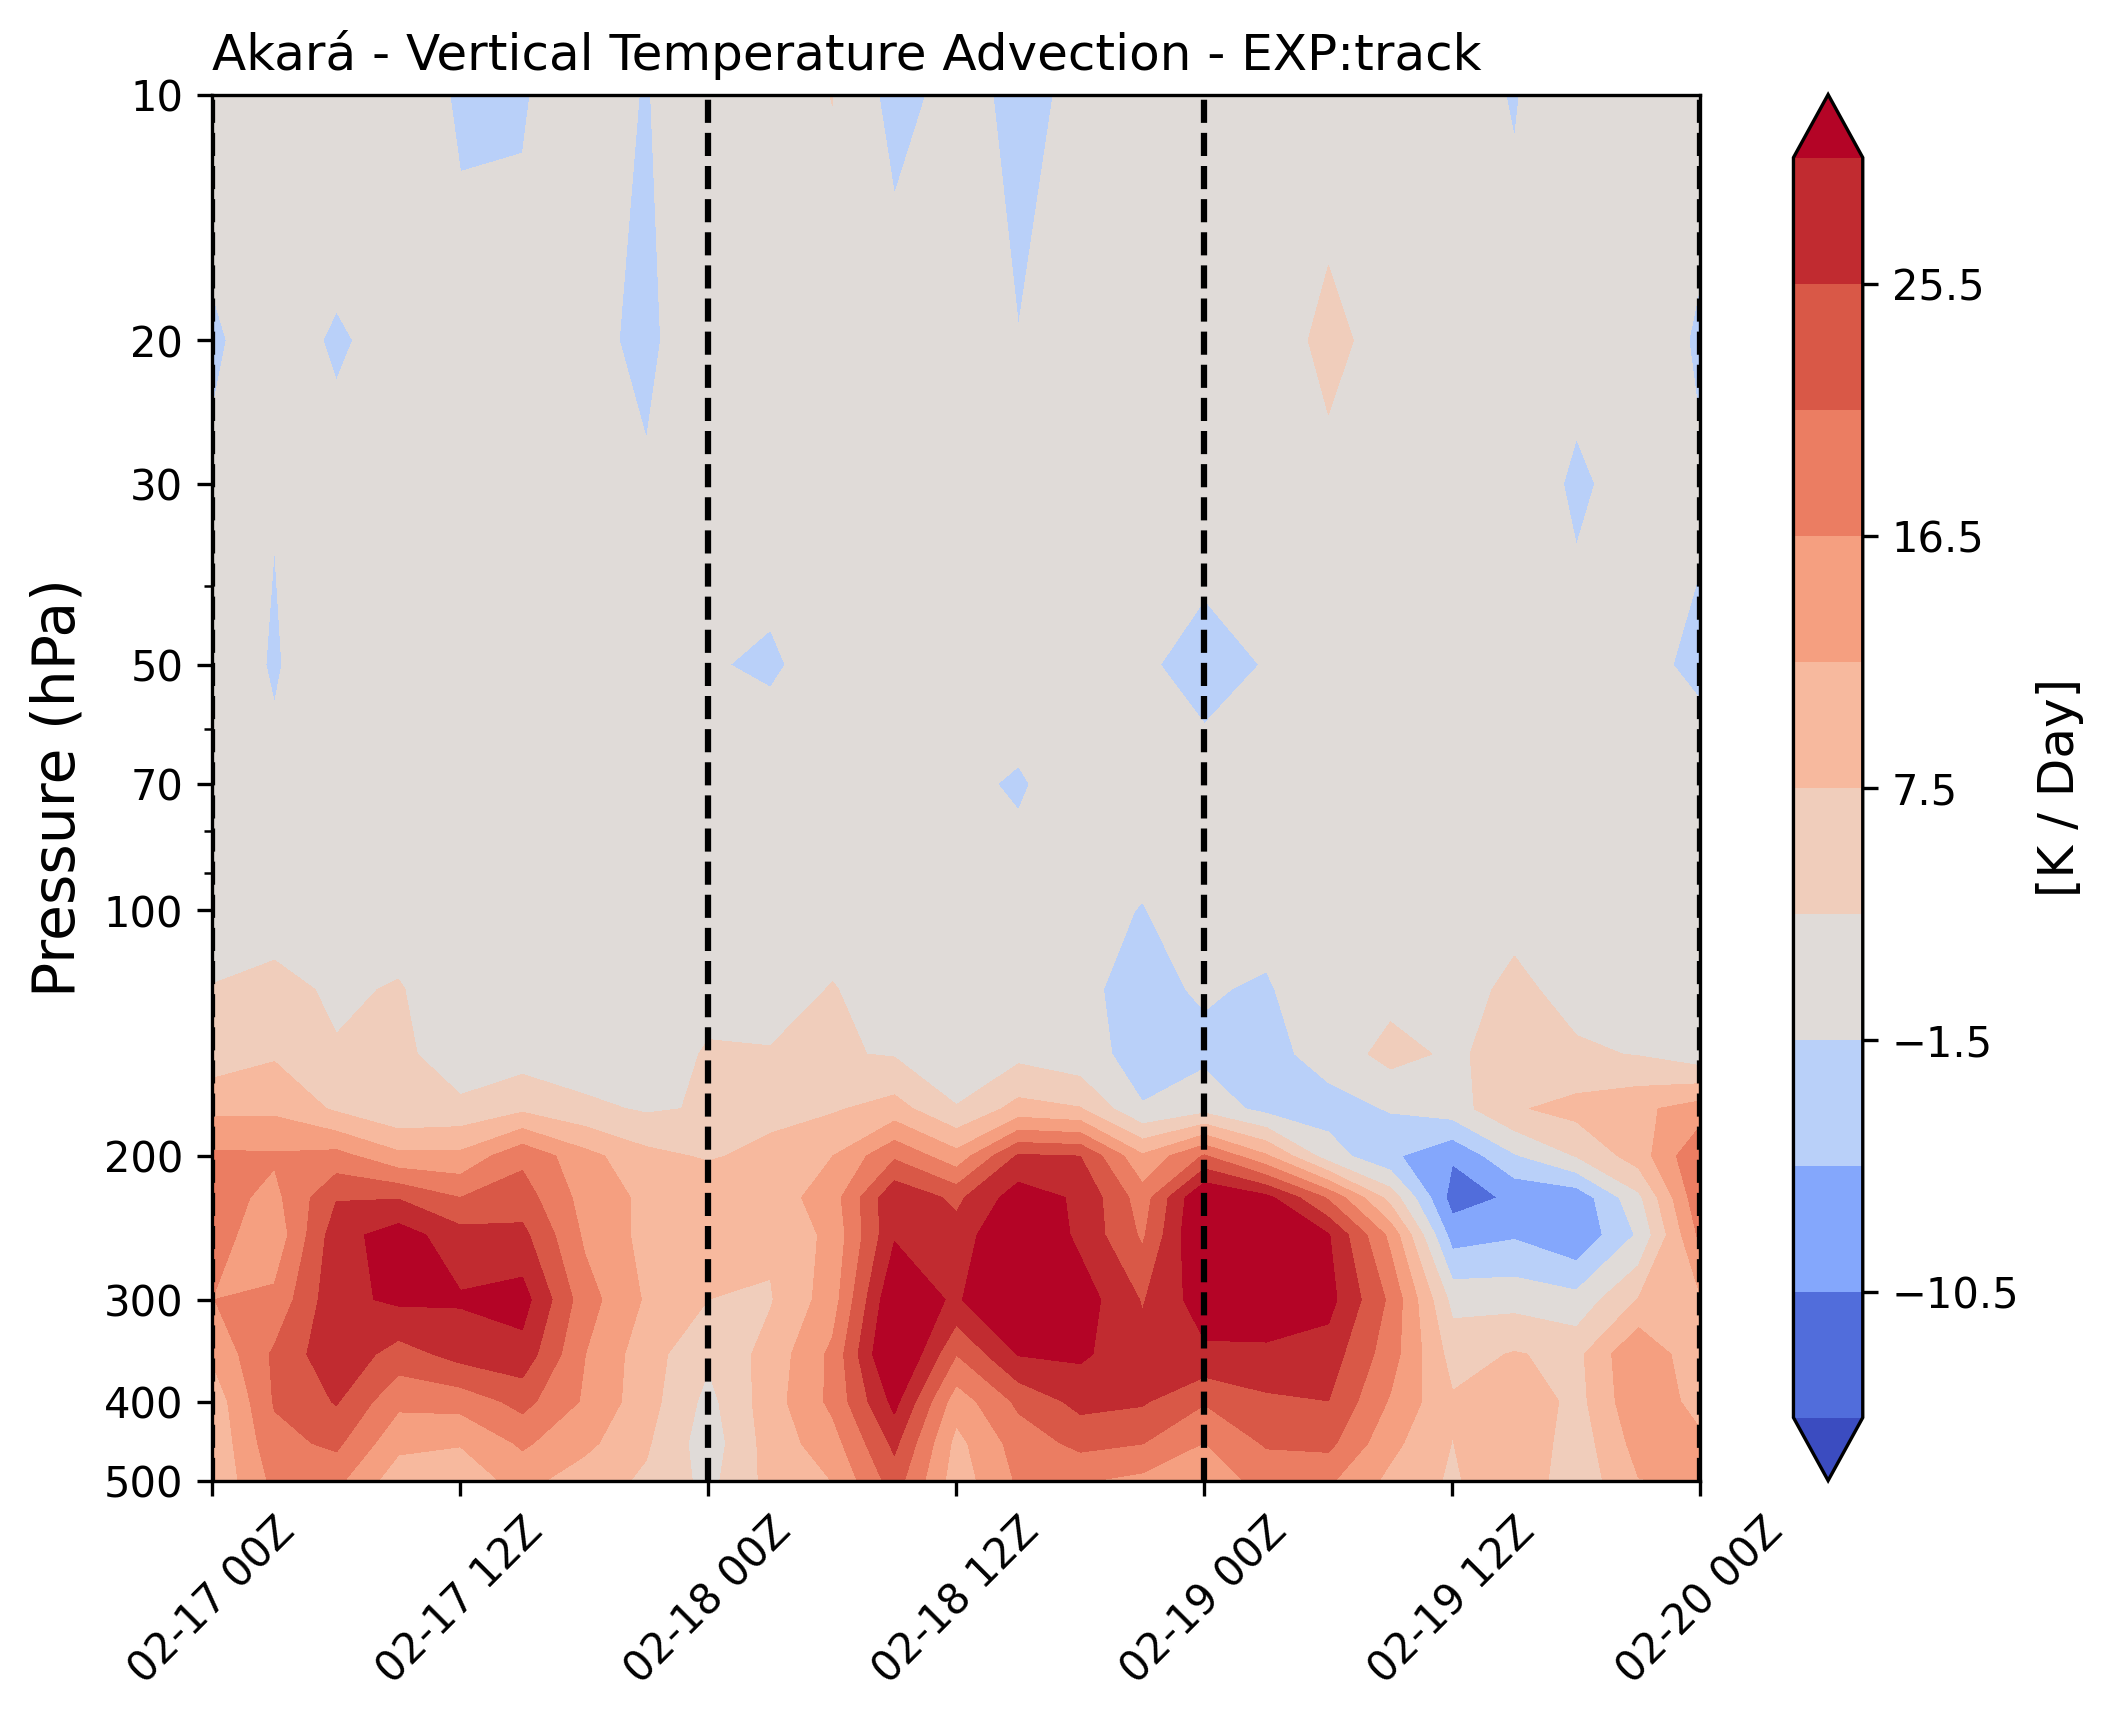 Akará - Vertical Temperature Advection - EXP:track
Pressure (hPa)
10
20
30
50
70
100
200
300
400
500
02-17 00Z
02-17 12Z
02-18 00Z
02-18 12Z
02-19 00Z
02-19 12Z
02-20 00Z
25.5
16.5
7.5
−1.5
−10.5
[K / Day]